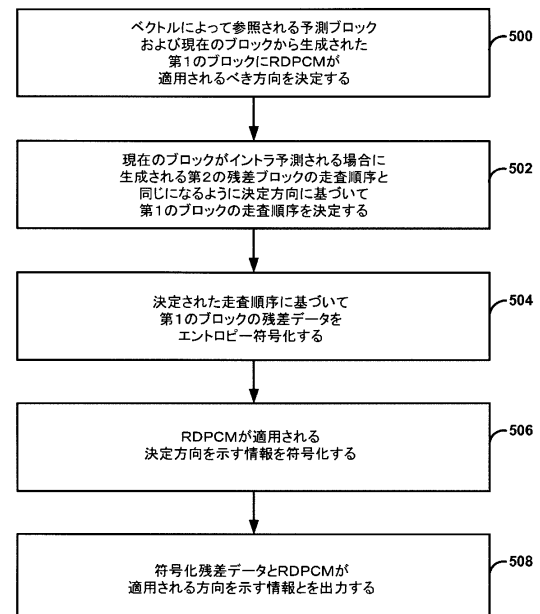 ベクトルによって参照される予測ブロック
および現在のブロックから生成された
第1のブロックにRDPCMが
適用されるべき方向を決定する
500
現在のブロックがイントラ予測される場合に
生成される第2の残差ブロックの走査順序と
同じになるように決定方向に基づいて
第1のブロックの走査順序を決定する
502
決定された走査順序に基づいて
第1のブロックの残差データを
エントロピー符号化する
504
RDPCMが適用される
決定方向を示す情報を符号化する
506
符号化残差データとRDPCMが
適用される方向を示す情報とを出力する
508